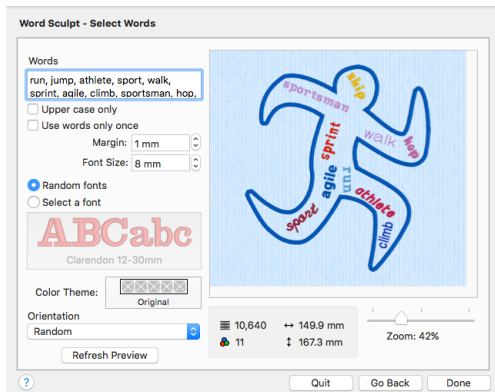 Word Sculpt - Select Words
Words
run, jump, athlete, sport, walk,
sprint, agile, climb, sportsman, hop,
Upper case only
Use words only once
Margin: 1 mm
Font Size: 8 mm
Random fonts
Select a font
ABCabc
Clarendon 12-30mm
Color Theme:
Original
Orientation
Random
Refresh Preview
skip
sportsman
sprint
walk
hop
agile
run
athlete
sport
climb
10,640
149.9 mm
11
167.3 mm
Zoom: 42%
?
Quit
Go Back
Done